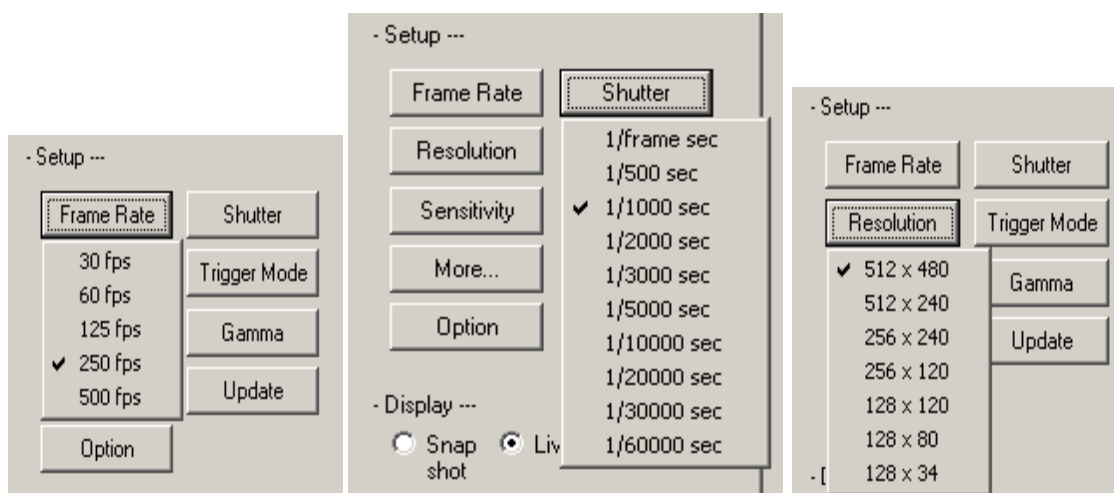 - Setup ---
Frame Rate Shutter
30 fps
Trigger Mode
60 fps
125 fps Gamma
250 fps
500 fps Update
Option
- Setup ---
Frame Rate Shutter
1/frame sec
Resolution
1/500 sec
Sensitivity 1/1000 sec
1/2000 sec
More...
1/3000 sec
1/5000 sec
Option
1/10000 sec
1/20000 sec
- Display ---
1/30000 sec
Snap shot Liv
1/60000 sec
- Setup ---
Frame Rate Shutter
Resolution Trigger Mode
512 x 480
Gamma
512 x 240
256 x 240 Update
256 x 120
128 x 120
128 x 80
128 x 34